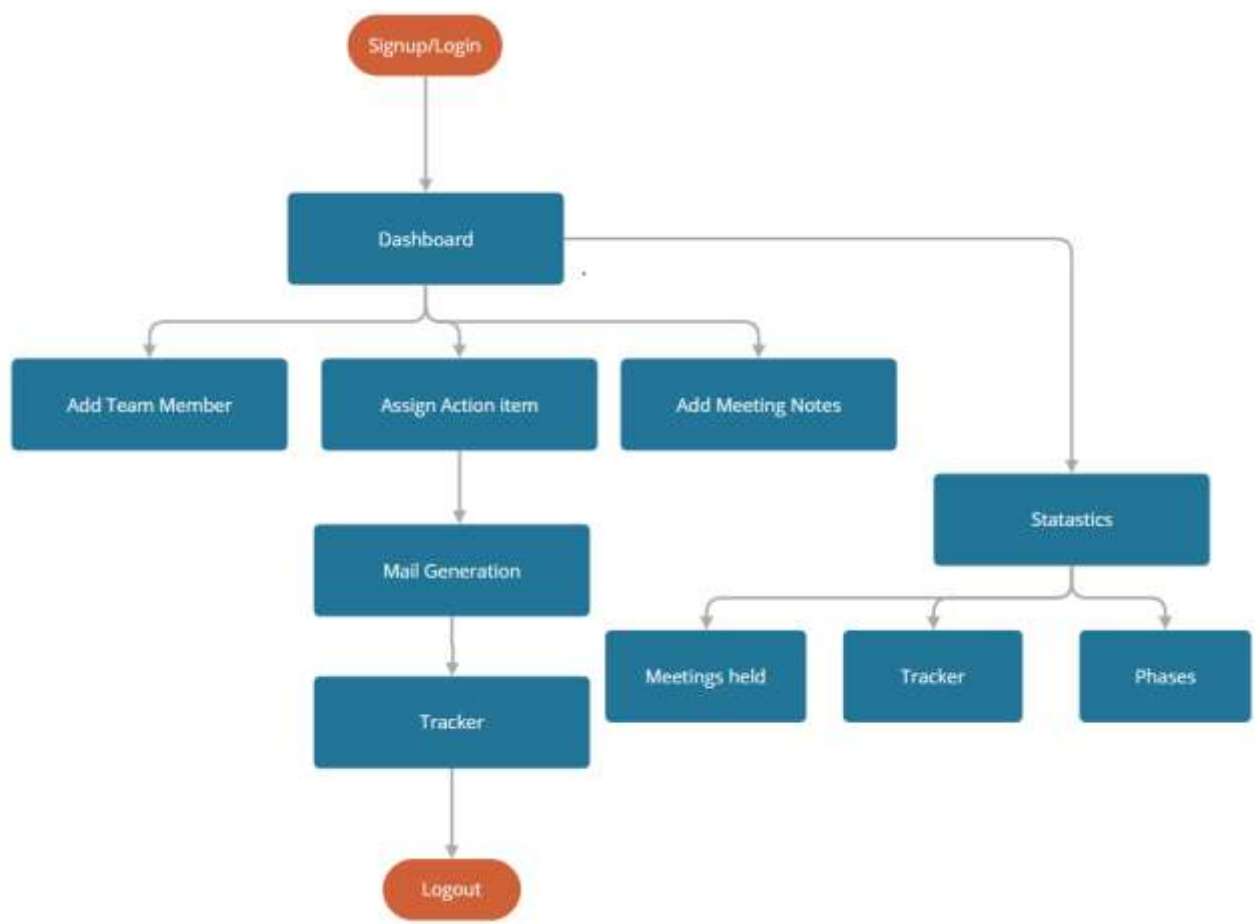 Signup/Login
Dashboard
Add Team Member
Assign Action item
Add Meeting Notes
Statastics
Mail Generation
Meetings held
Tracker
Phases
Tracker
Logout